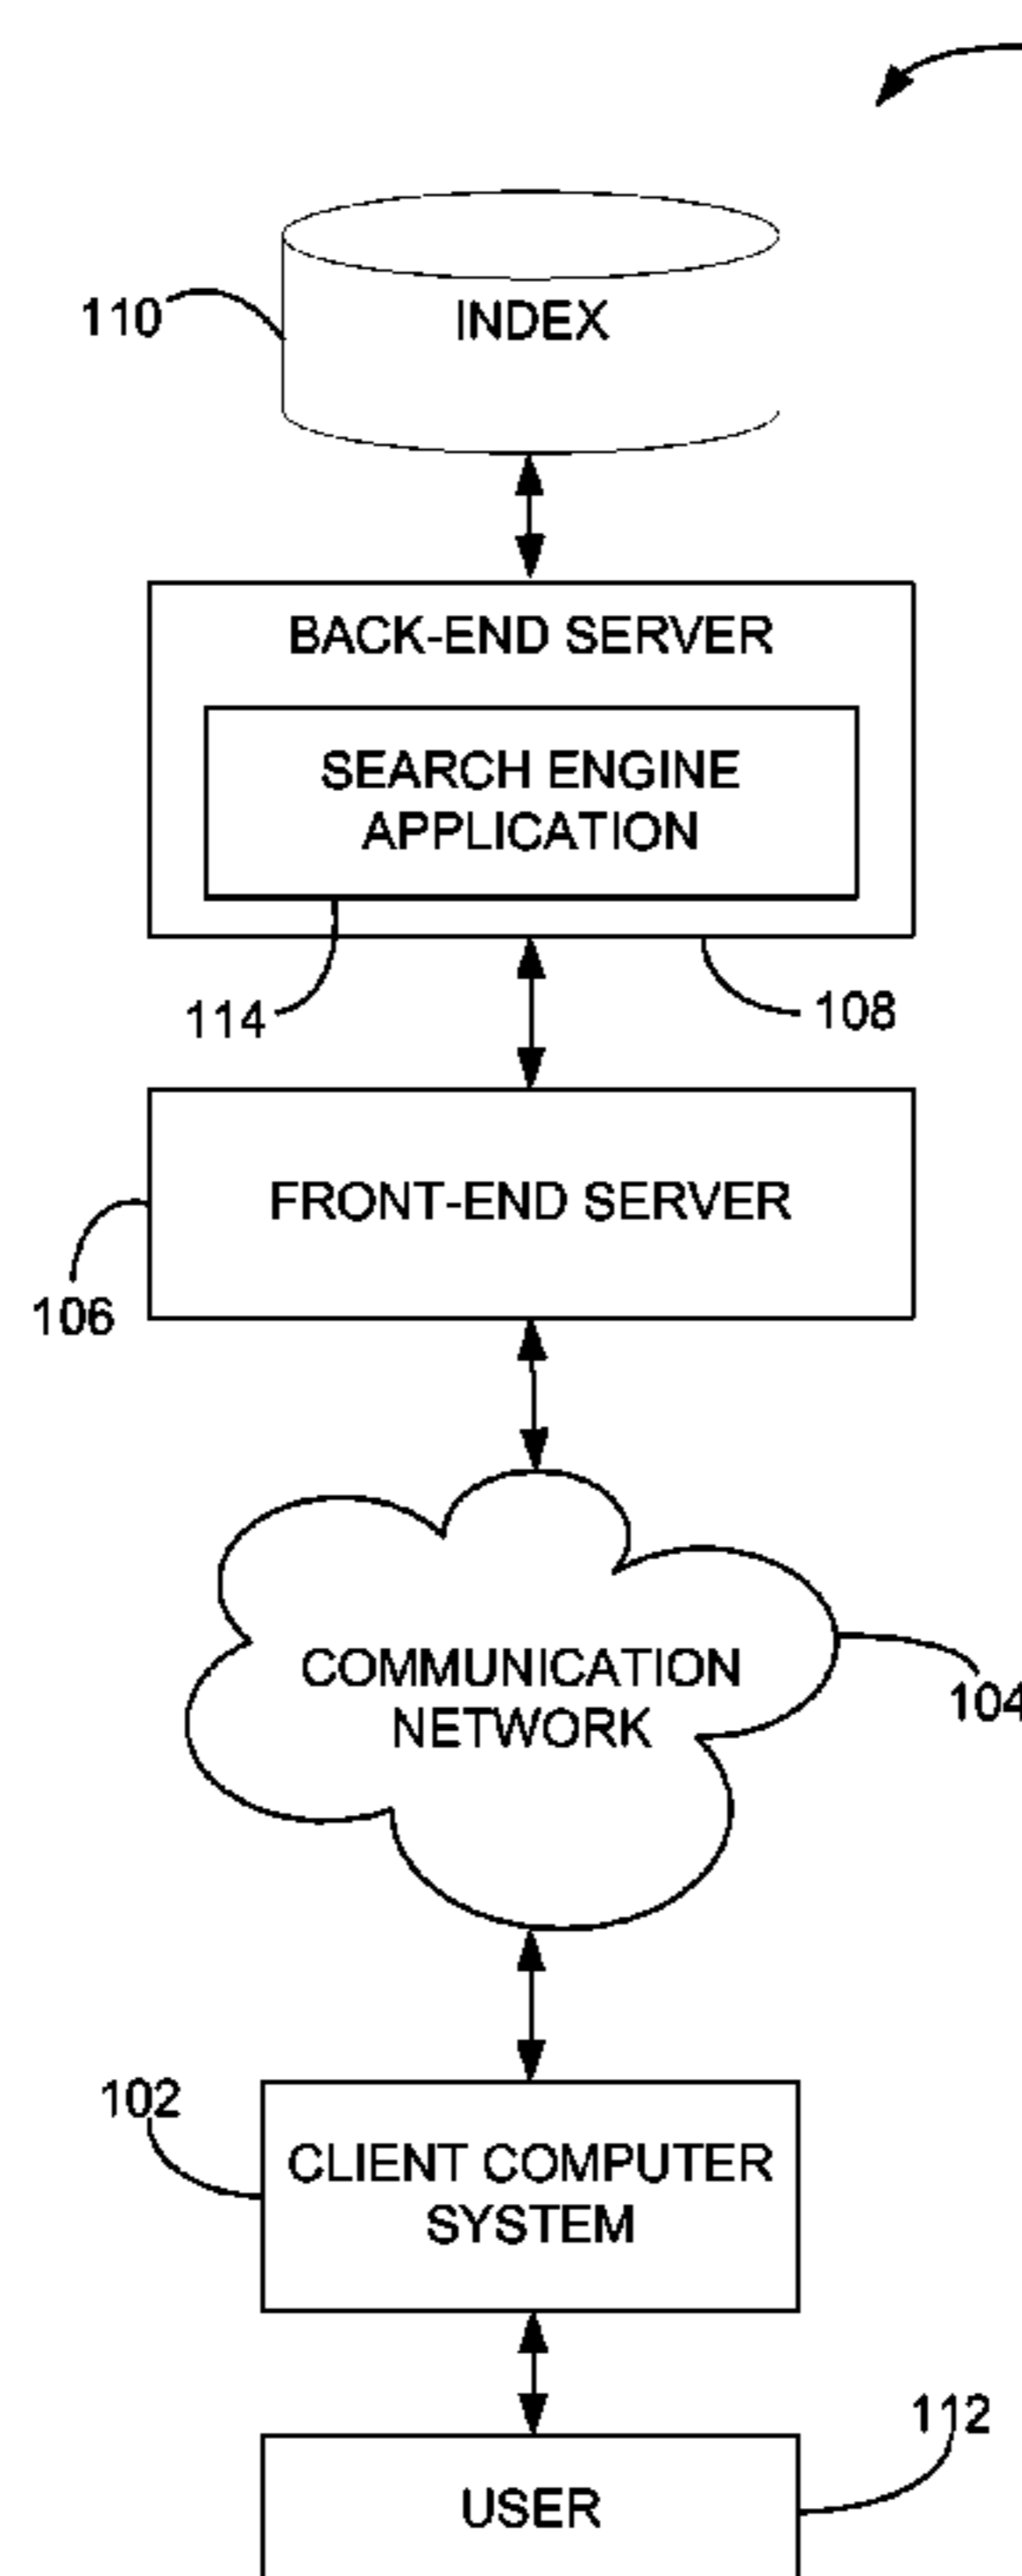 110
INDEX
BACK-END SERVER
SEARCH ENGINE
APPLICATION
114
108
FRONT-END SERVER
106
COMMUNICATION
NETWORK
104
102
CLIENT COMPUTER
SYSTEM
112
USER